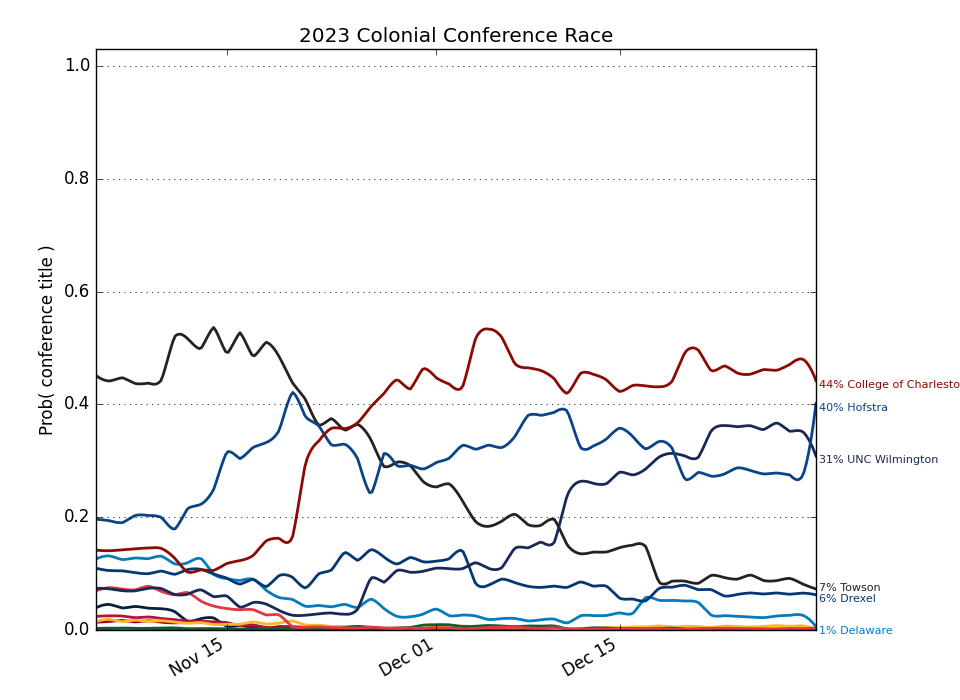 2023 Colonial Conference Race
Prob( conference title )
1.0
0.8
0.6
0.4
0.2
0.0
44% College of Charlesto
40% Hofstra
31% UNC Wilmington
7% Towson
6% Drexel
1% Delaware
Nov 15
Dec 01
Dec 15